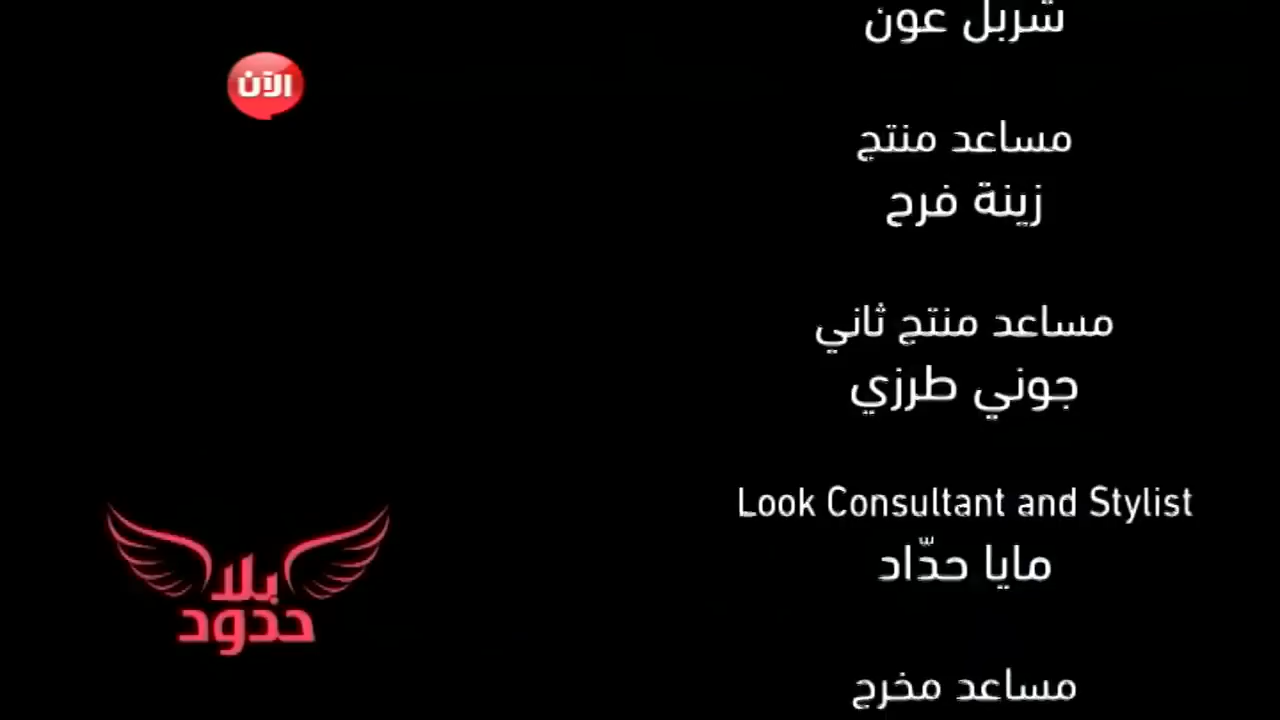 شربل عون
الآن
مساعد منتج
زينة فرح
مساعد منتج ثاني
جوني طرزي
Look Consultant and Stylist
مايا حدّاد
بلا
حدود
مساعد مخرج